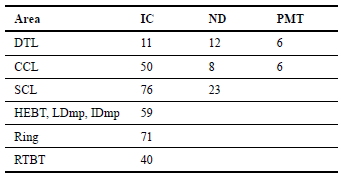 Area IC ND PMT
DTL 11 12 6
CCL 50 8 6
SCL 76 23
HEBT, LDmp, IDmp 59
Ring 71
RTBT 40